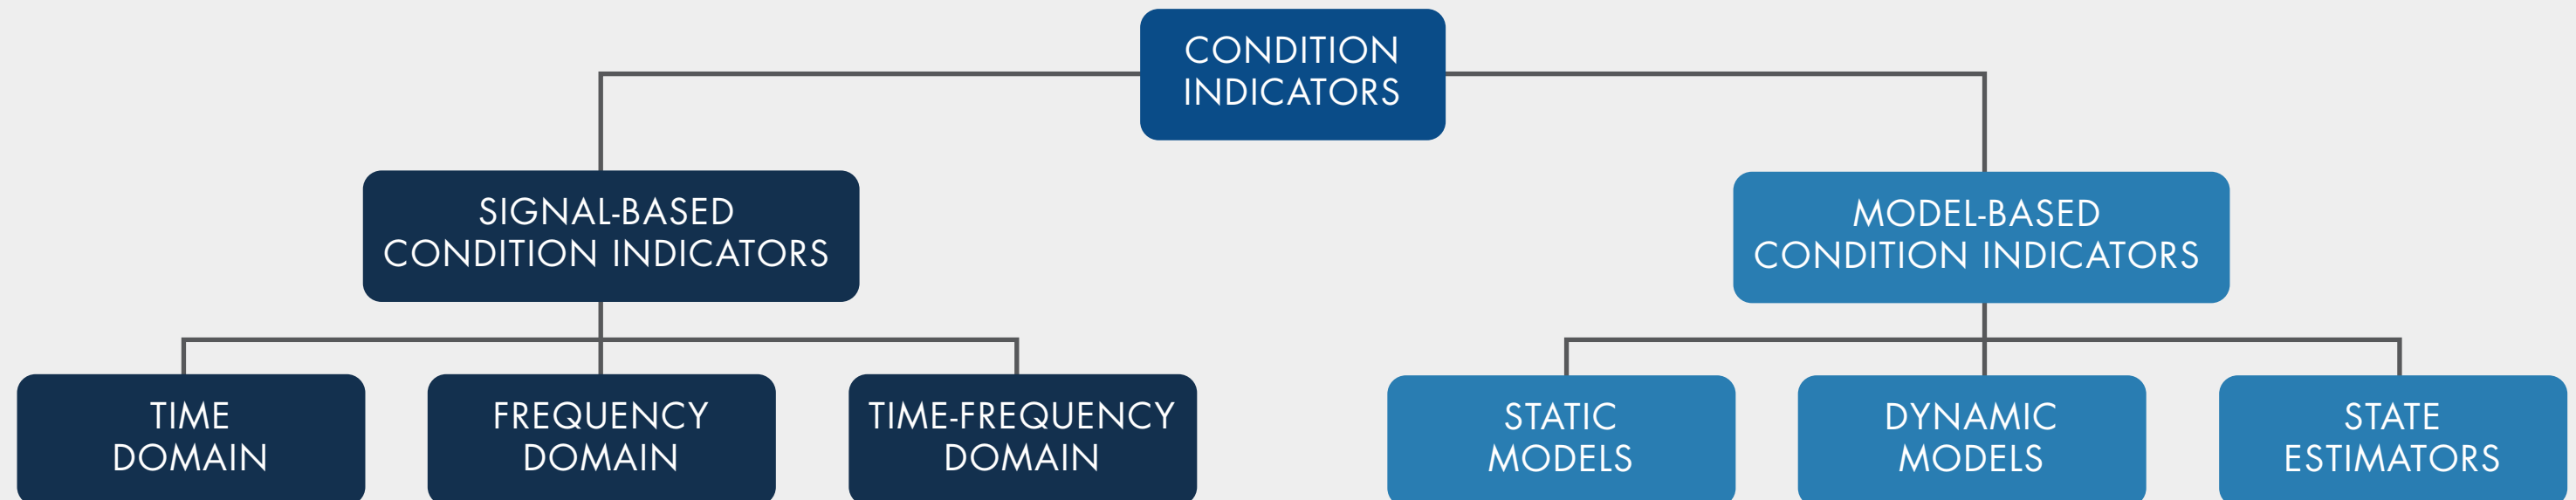 CONDITION
INDICATORS
SIGNAL-BASED
CONDITION INDICATORS
MODEL-BASED
CONDITION INDICATORS
TIME
DOMAIN
FREQUENCY
DOMAIN
TIME-FREQUENCY
DOMAIN
STATIC
MODELS
DYNAMIC
MODELS
STATE
ESTIMATORS